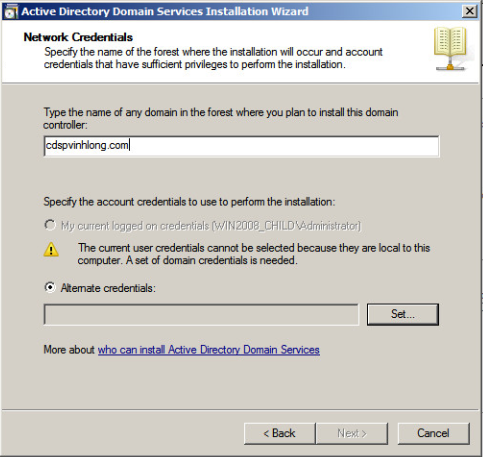 Active Directory Domain Services Installation Wizard
Network Credentials
Specify the name of the forest where the installation will occur and account
credentials that have sufficient privileges to perform the installation.
Type the name of any domain in the forest where you plan to install this domain
controller:
cdspvinhlong.com
Specify the account credentials to use to perform the installation:
My current logged on credentials (WIN2008_CHILD\Administrator)
The current user credentials cannot be selected because they are local to this
computer. A set of domain credentials is needed.
Alternate credentials:
Set...
More about who can install Active Directory Domain Services
< Back Next > Cancel